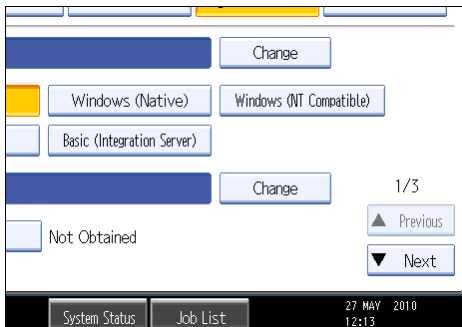 Change
Windows (Native) Windows (NT Compatible)
Basic (Integration Server)
Change 1/3
▲ Previous
Not Obtained
▼ Next
System Status Job List 27 MAY 2010
12:13